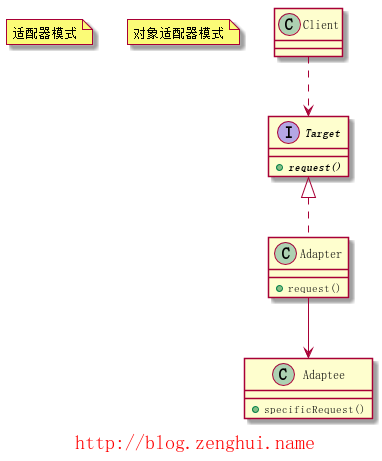 适配器模式
对象适配器模式
C Client
I Target
request()
C Adapter
request()
C Adaptee
specificRequest()
http://blog.zenghui.name